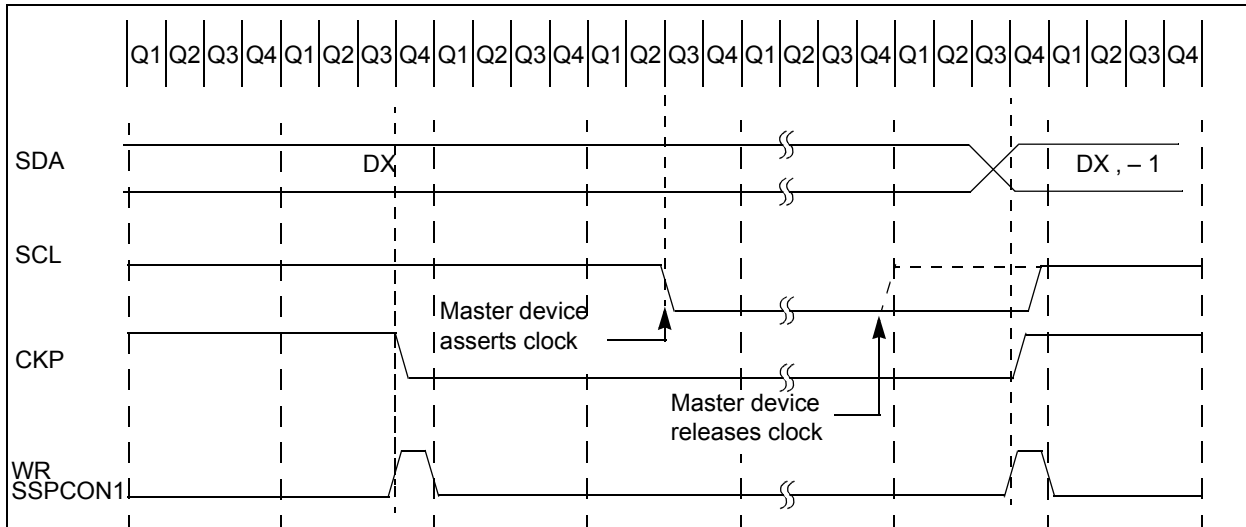 Q1 Q2 Q3 Q4 Q1 Q2 Q3 Q4 Q1 Q2 Q3 Q4 Q1 Q2 Q3 Q4 Q1 Q2 Q3 Q4 Q1 Q2 Q3 Q4 Q1 Q2 Q3 Q4
SDA
DX
DX , – 1
SCL
Master device
asserts clock
CKP
Master device
releases clock
WR
SSPCON1